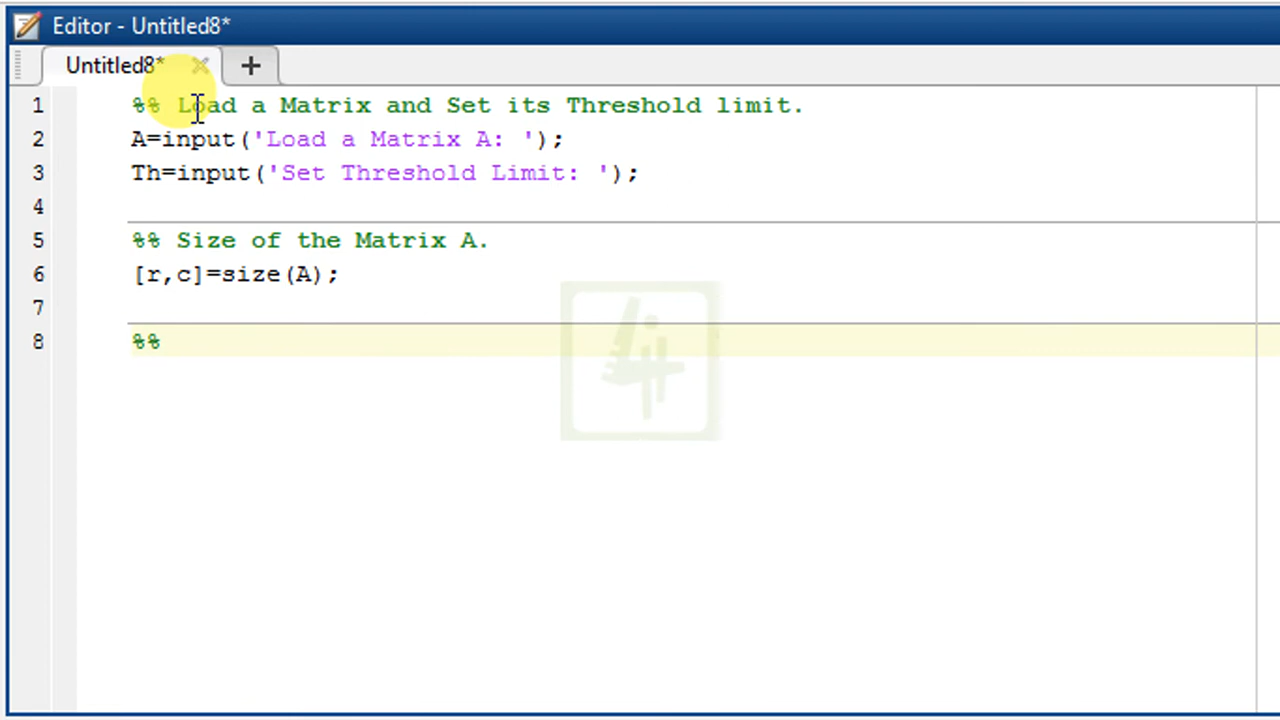 Editor - Untitled8*
Untitled8*
1 %% Load a Matrix and Set its Threshold limit.
2 A=input('Load a Matrix A: ');
3 Th=input('Set Threshold Limit: ');
4
5 %% Size of the Matrix A.
6 [r,c]=size(A);
7
8 %%